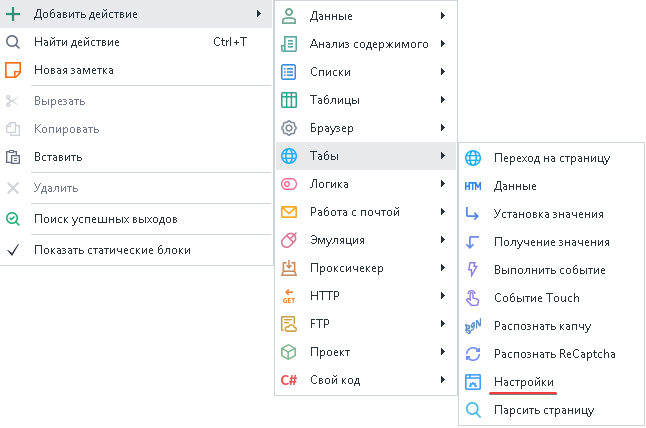 Добавить действие
Найти действие Ctrl+T
Новая заметка
Вырезать
Копировать
Вставить
Удалить
Поиск успешных выходов
Показать статические блоки
Данные
Анализ содержимого
Списки
Таблицы
Браузер
Табы
Логика
Работа с почтой
Эмуляция
Проксичекер
GET HTTP
FTP
Проект
C# Свой код
Переход на страницу
HTM Данные
Установка значения
Получение значения
Выполнить событие
Событие Touch
Распознать капчу
Распознать ReCaptcha
Настройки
Парсить страницу